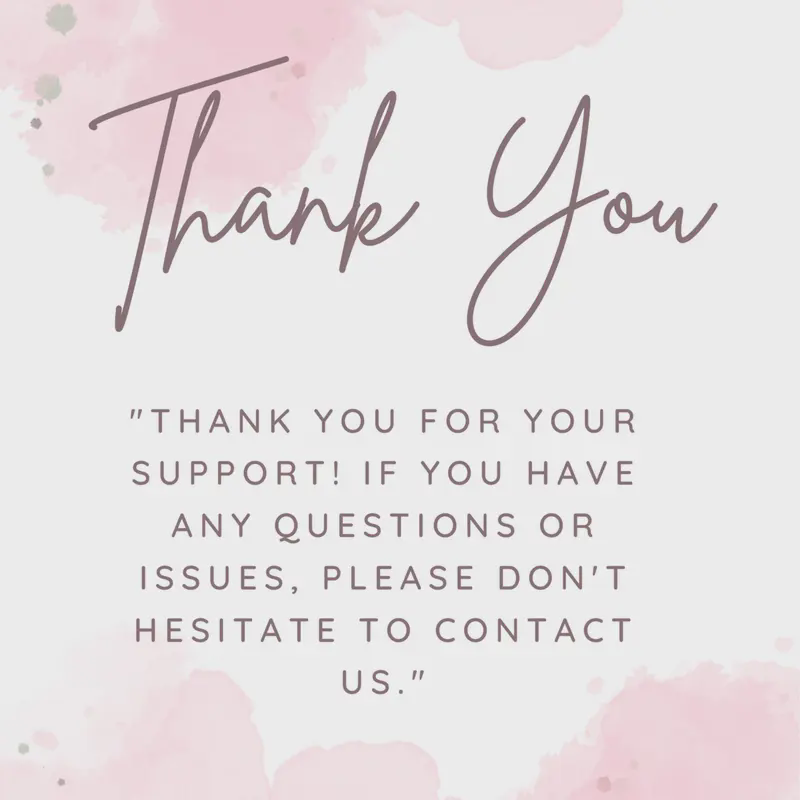 Thank You
"THANK YOU FOR YOUR
SUPPORT! IF YOU HAVE
ANY QUESTIONS OR
ISSUES, PLEASE DON'T
HESITATE TO CONTACT
US."